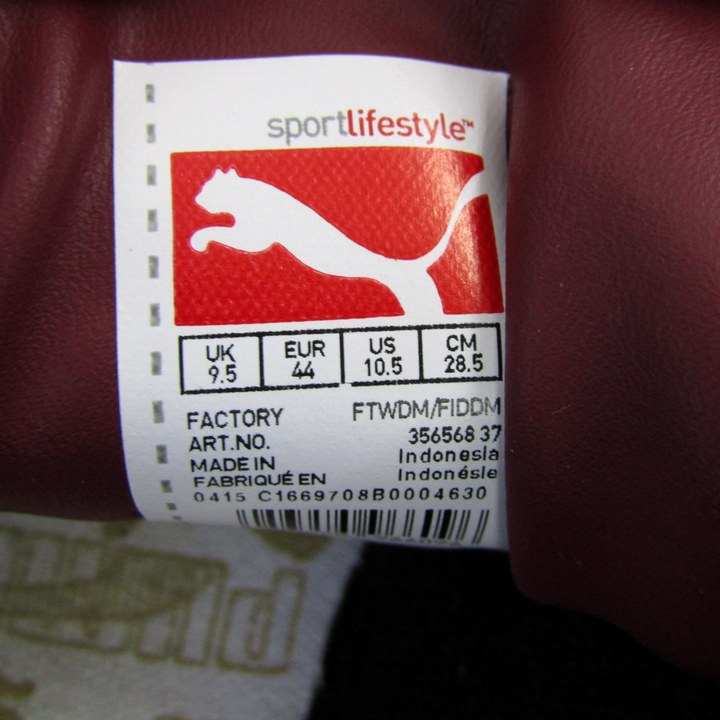 sportlifestyle™
UK EUR US CM
9.5 44 10.5 28.5
FACTORY FTWDM/FIDDM
ART.NO. 356568 37
MADE IN Indonesia
FABRIQUÉ EN Indonésie
0415 C1669708B0004630